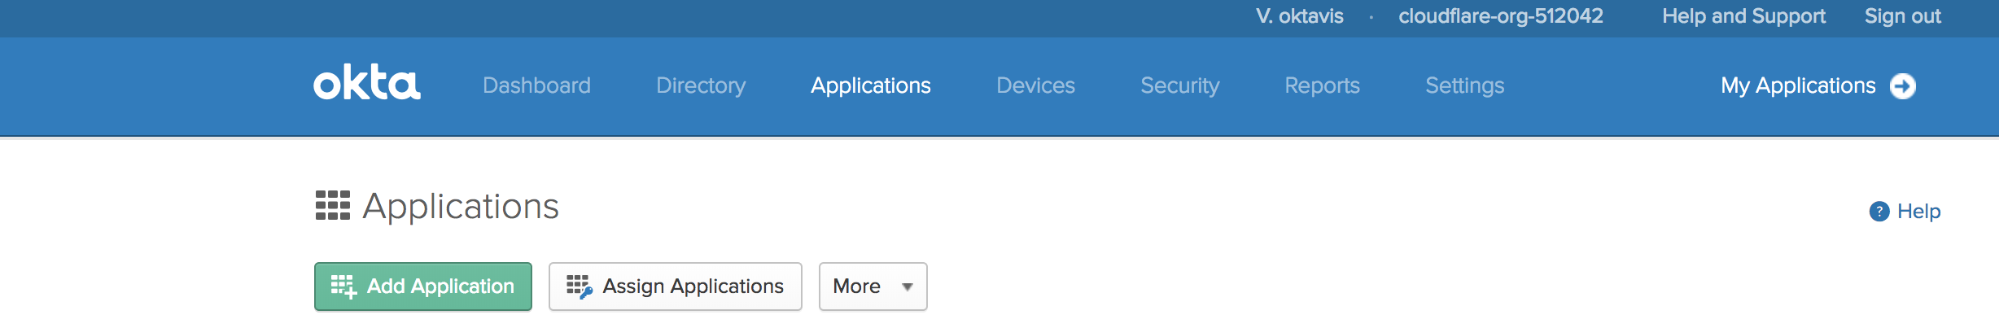 V. oktavis · cloudflare-org-512042 Help and Support Sign out
okta Dashboard Directory Applications Devices Security Reports Settings My Applications
Applications
? Help
Add Application Assign Applications More